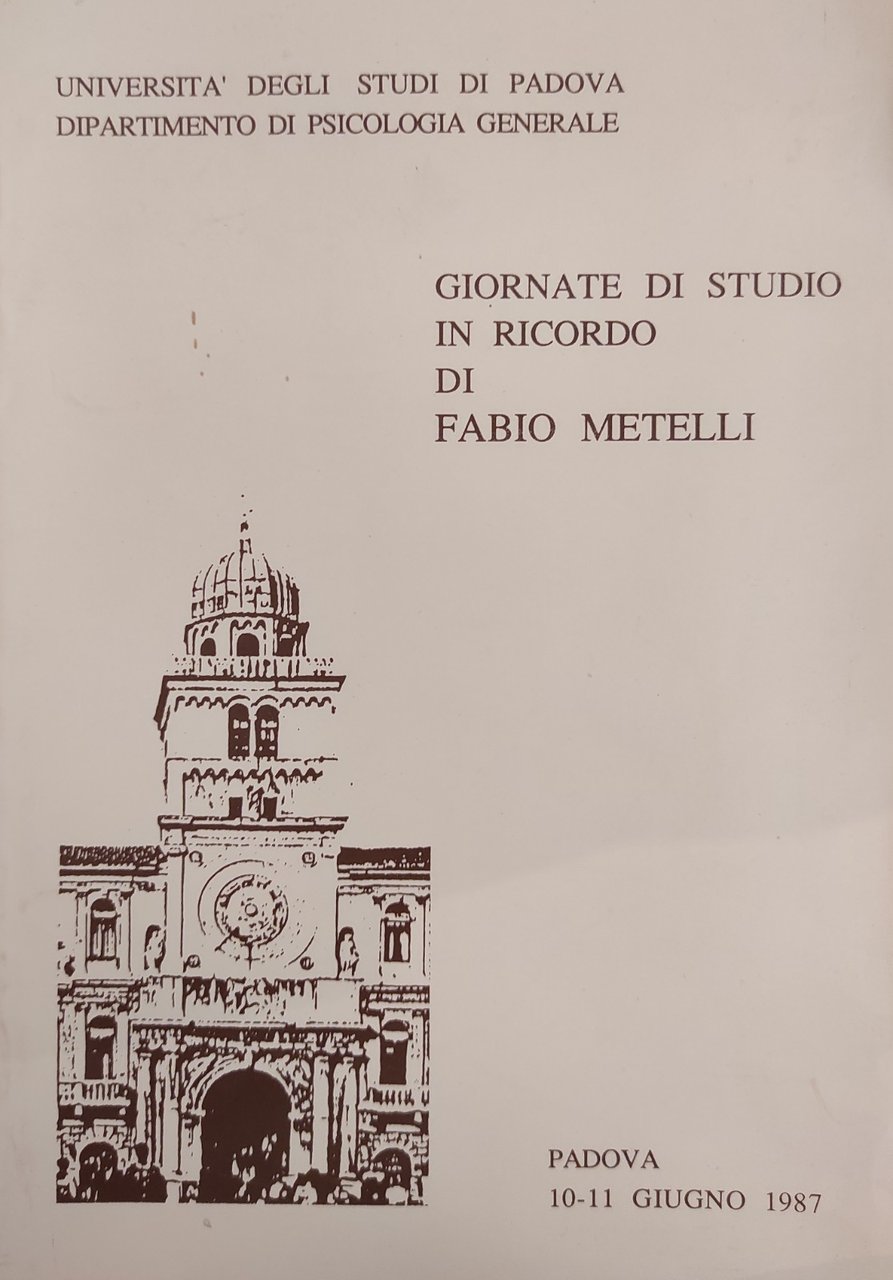 UNIVERSITA' DEGLI STUDI DI PADOVA
DIPARTIMENTO DI PSICOLOGIA GENERALE
GIORNATE DI STUDIO
IN RICORDO
DI
FABIO METELLI
PADOVA
10-11 GIUGNO 1987